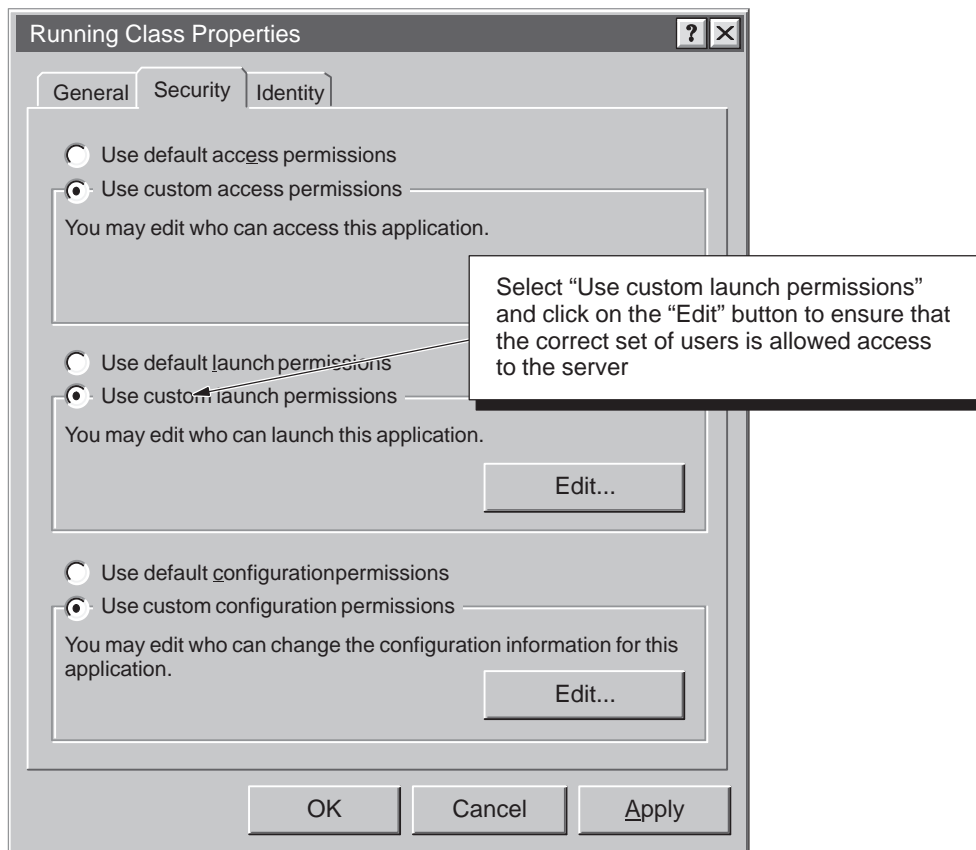 Running Class Properties
?
General Security Identity
Use default access permissions
Use custom access permissions
You may edit who can access this application.
Select “Use custom launch permissions”
and click on the “Edit” button to ensure that
the correct set of users is allowed access
to the server
Use default launch permissions
Use custom launch permissions
You may edit who can launch this application.
Edit...
Use default configurationpermissions
Use custom configuration permissions
You may edit who can change the configuration information for this
application.
Edit...
OK Cancel Apply